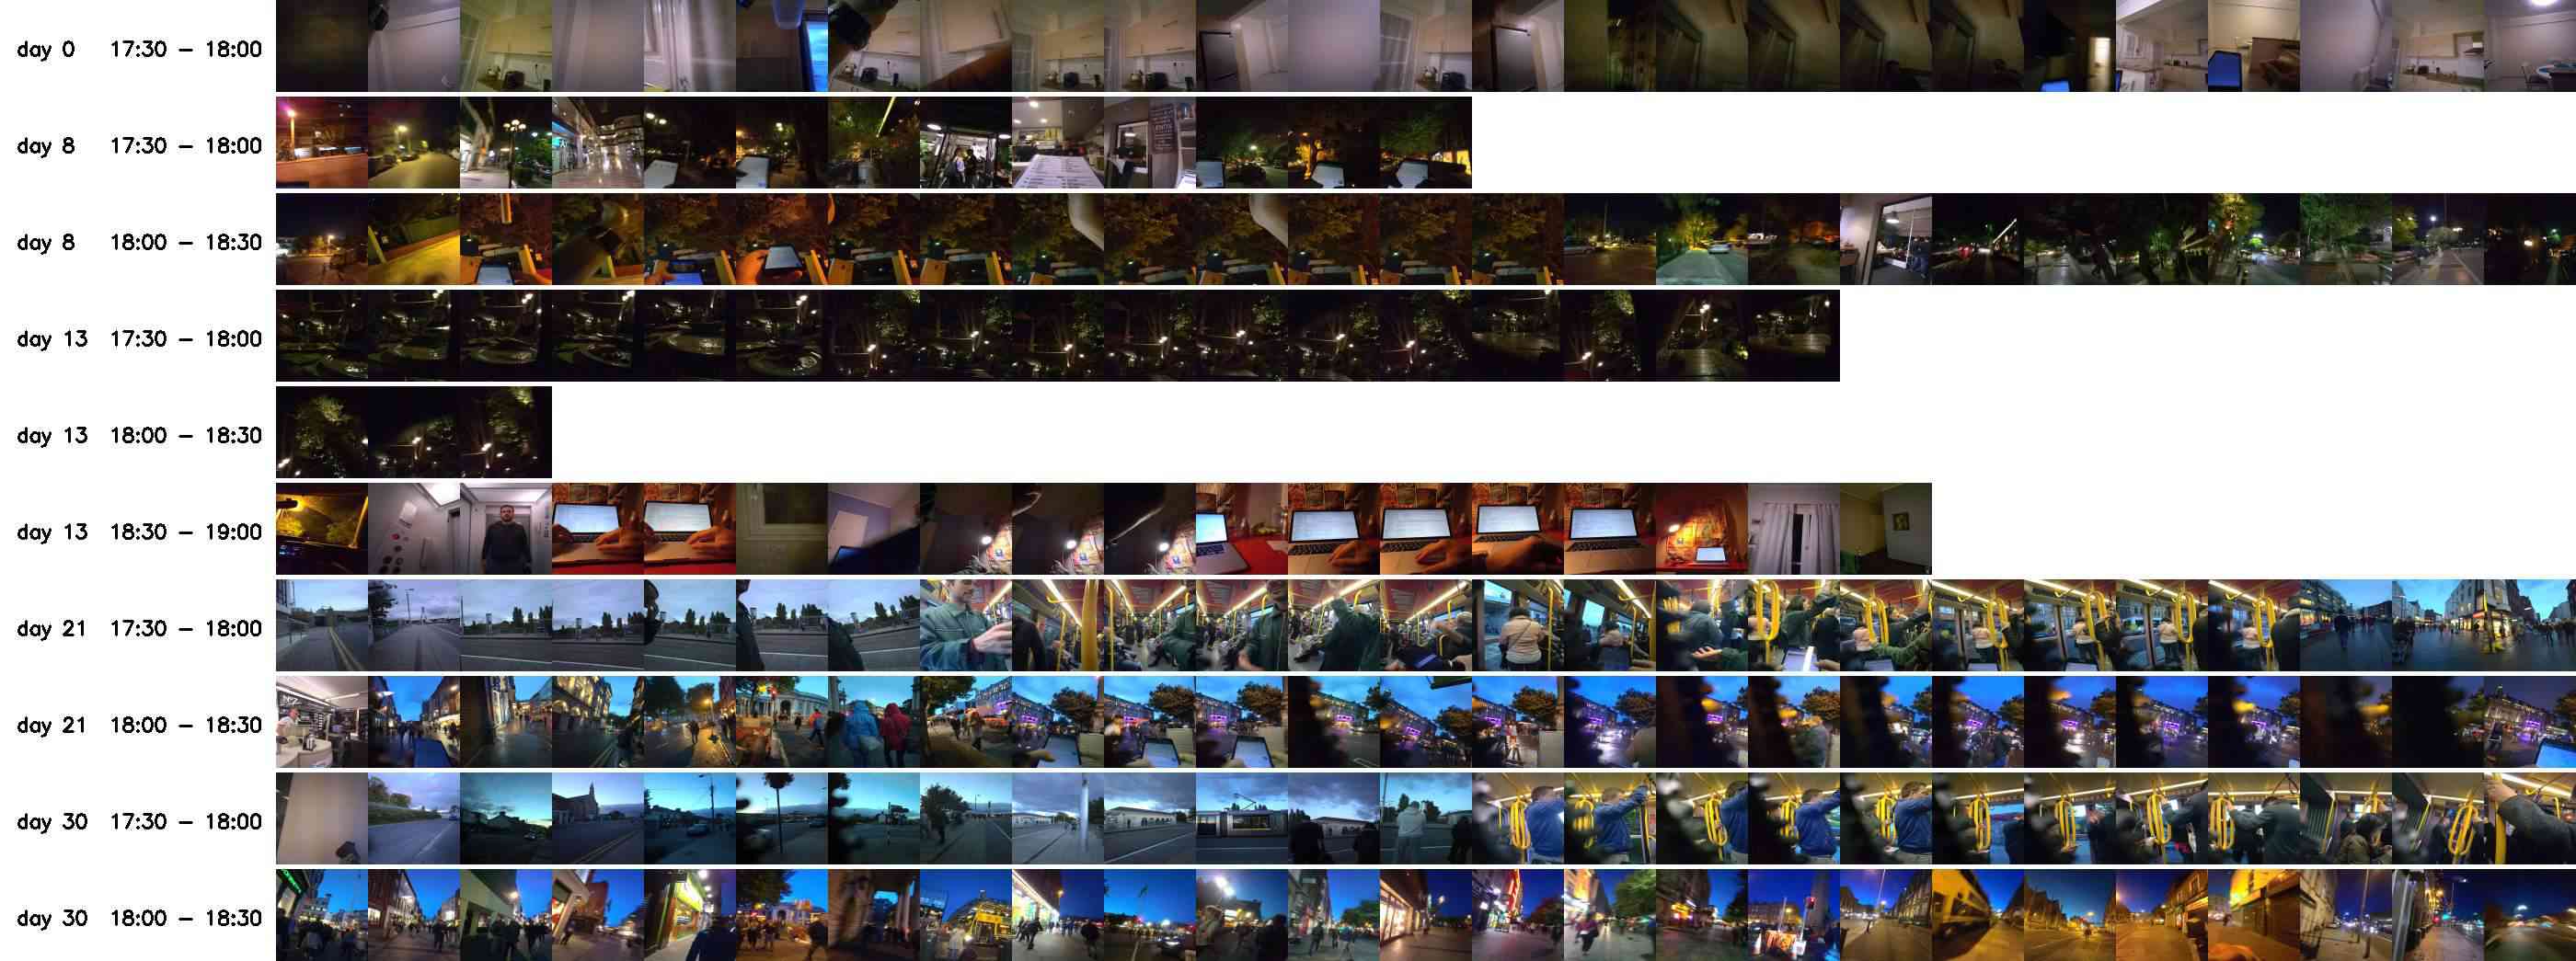 day 0 17:30 – 18:00
day 8 17:30 – 18:00
day 8 18:00 – 18:30
day 13 17:30 – 18:00
day 13 18:00 – 18:30
day 13 18:30 – 19:00
day 21 17:30 – 18:00
day 21 18:00 – 18:30
day 30 17:30 – 18:00
day 30 18:00 – 18:30